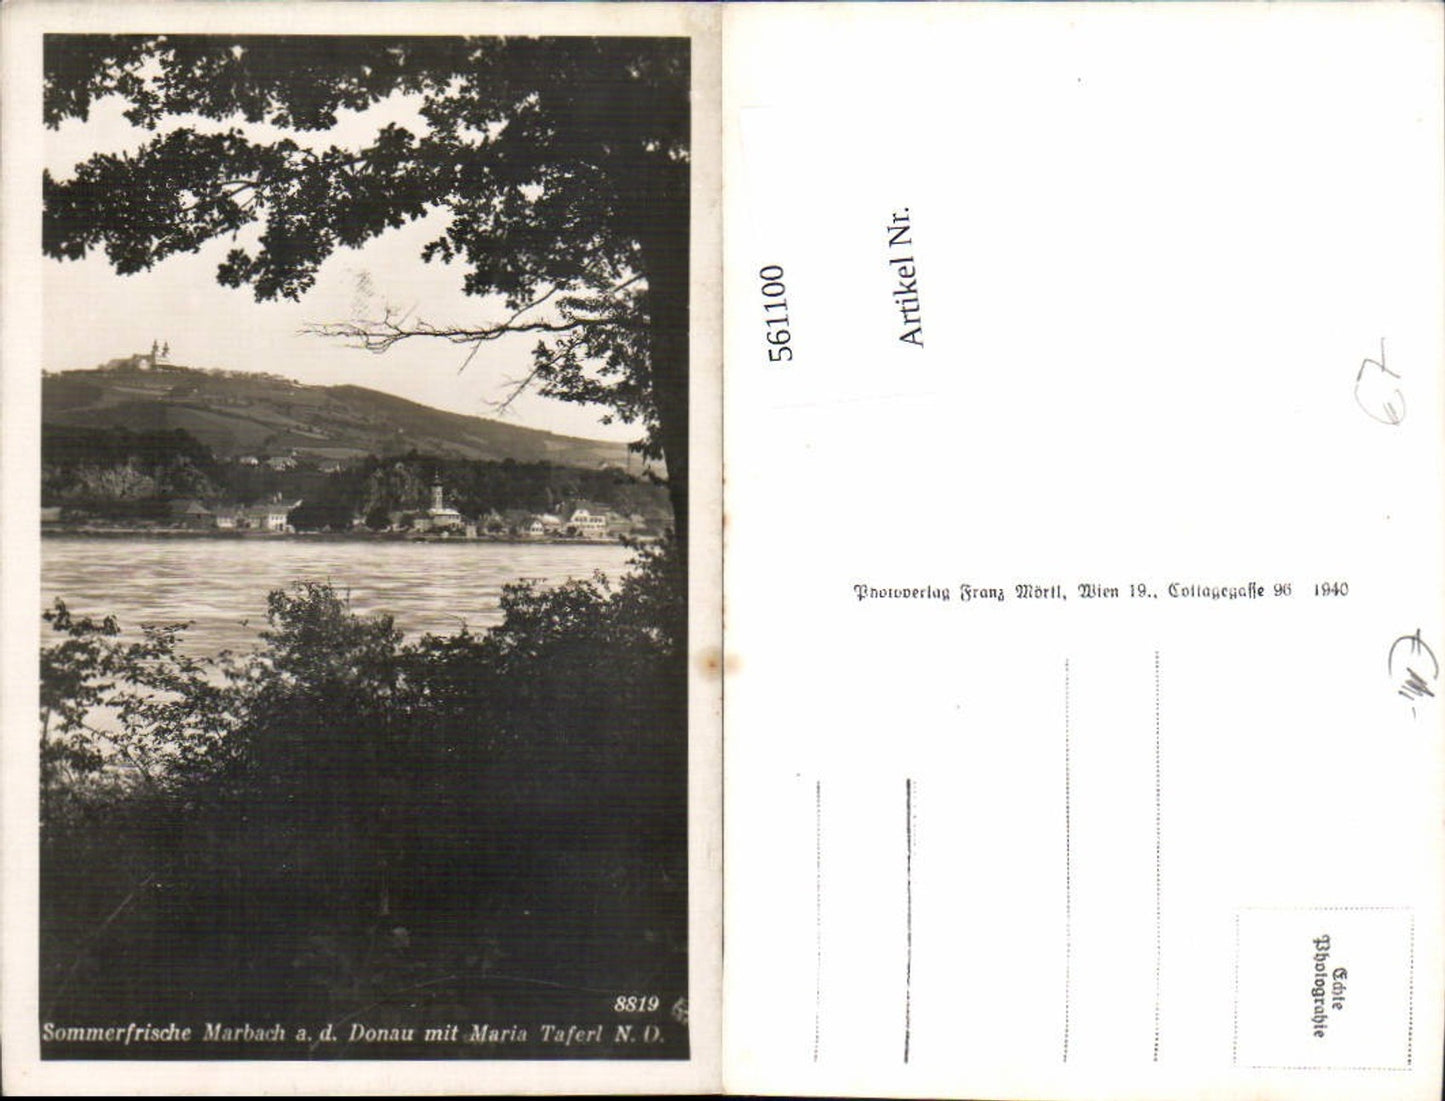 8819
Sommerfrische Marbach a. d. Donau mit Maria Taferl N. Ö.
561100
Artikel Nr.
Photoverlag Franz Mörtl, Wien 19., Cottagegasse 96 1940
Echte
Photographie